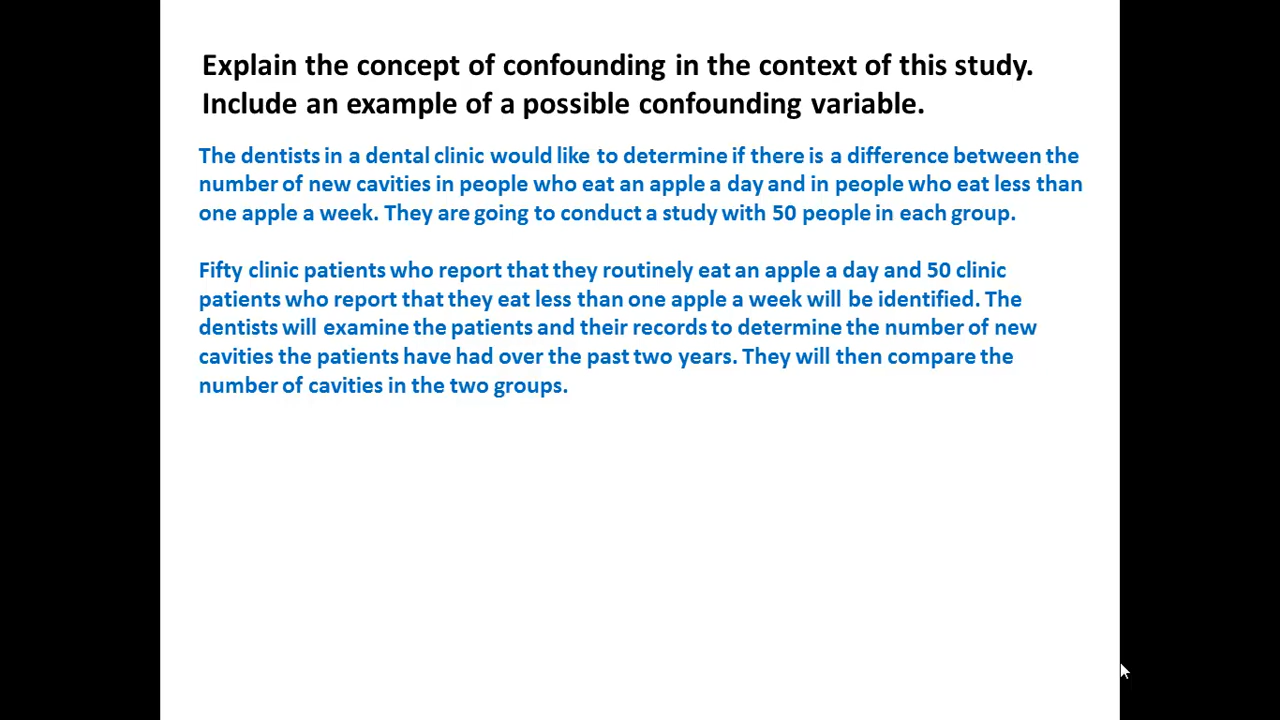 Explain the concept of confounding in the context of this study.
Include an example of a possible confounding variable.
The dentists in a dental clinic would like to determine if there is a difference between the
number of new cavities in people who eat an apple a day and in people who eat less than
one apple a week. They are going to conduct a study with 50 people in each group.
Fifty clinic patients who report that they routinely eat an apple a day and 50 clinic
patients who report that they eat less than one apple a week will be identified. The
dentists will examine the patients and their records to determine the number of new
cavities the patients have had over the past two years. They will then compare the
number of cavities in the two groups.